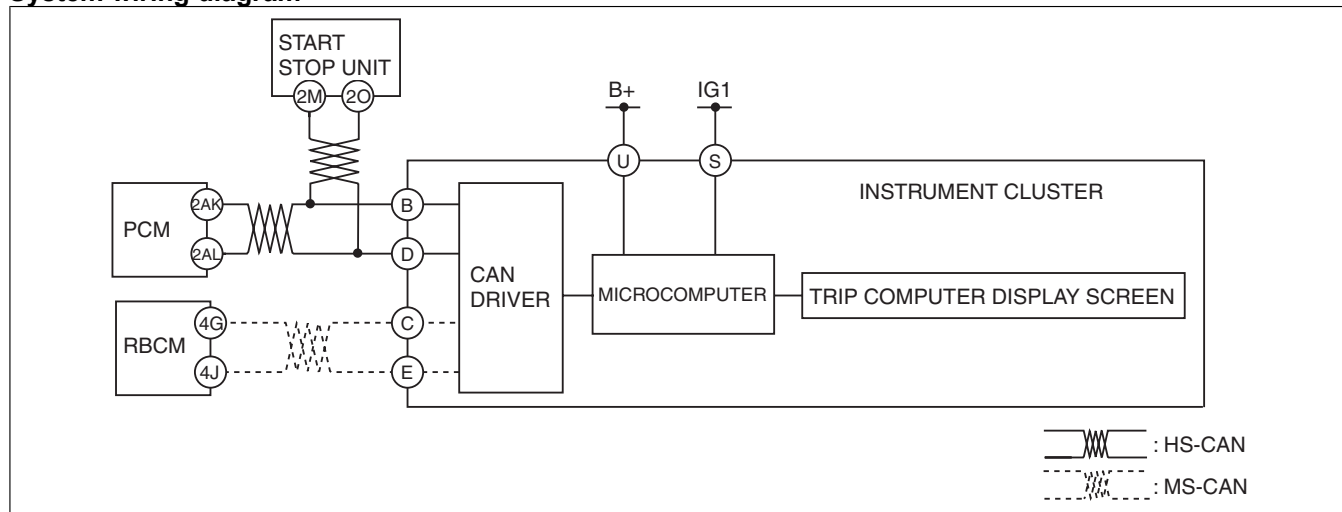 START
STOP UNIT
2M
2O
B+
IG1
U
S
INSTRUMENT CLUSTER
PCM
2AK
2AL
B
D
CAN
DRIVER
MICROCOMPUTER
TRIP COMPUTER DISPLAY SCREEN
RBCM
4G
4J
C
E
: HS-CAN
: MS-CAN